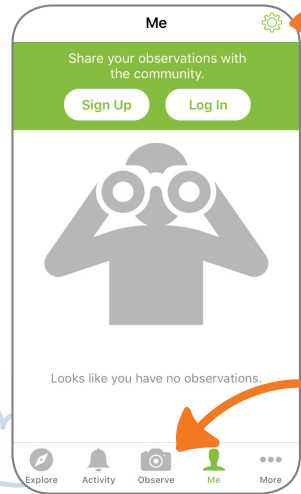 Me
Share your observations with
the community.
Sign Up Log In
Looks like you have no observations.
Explore Activity Observe Me More